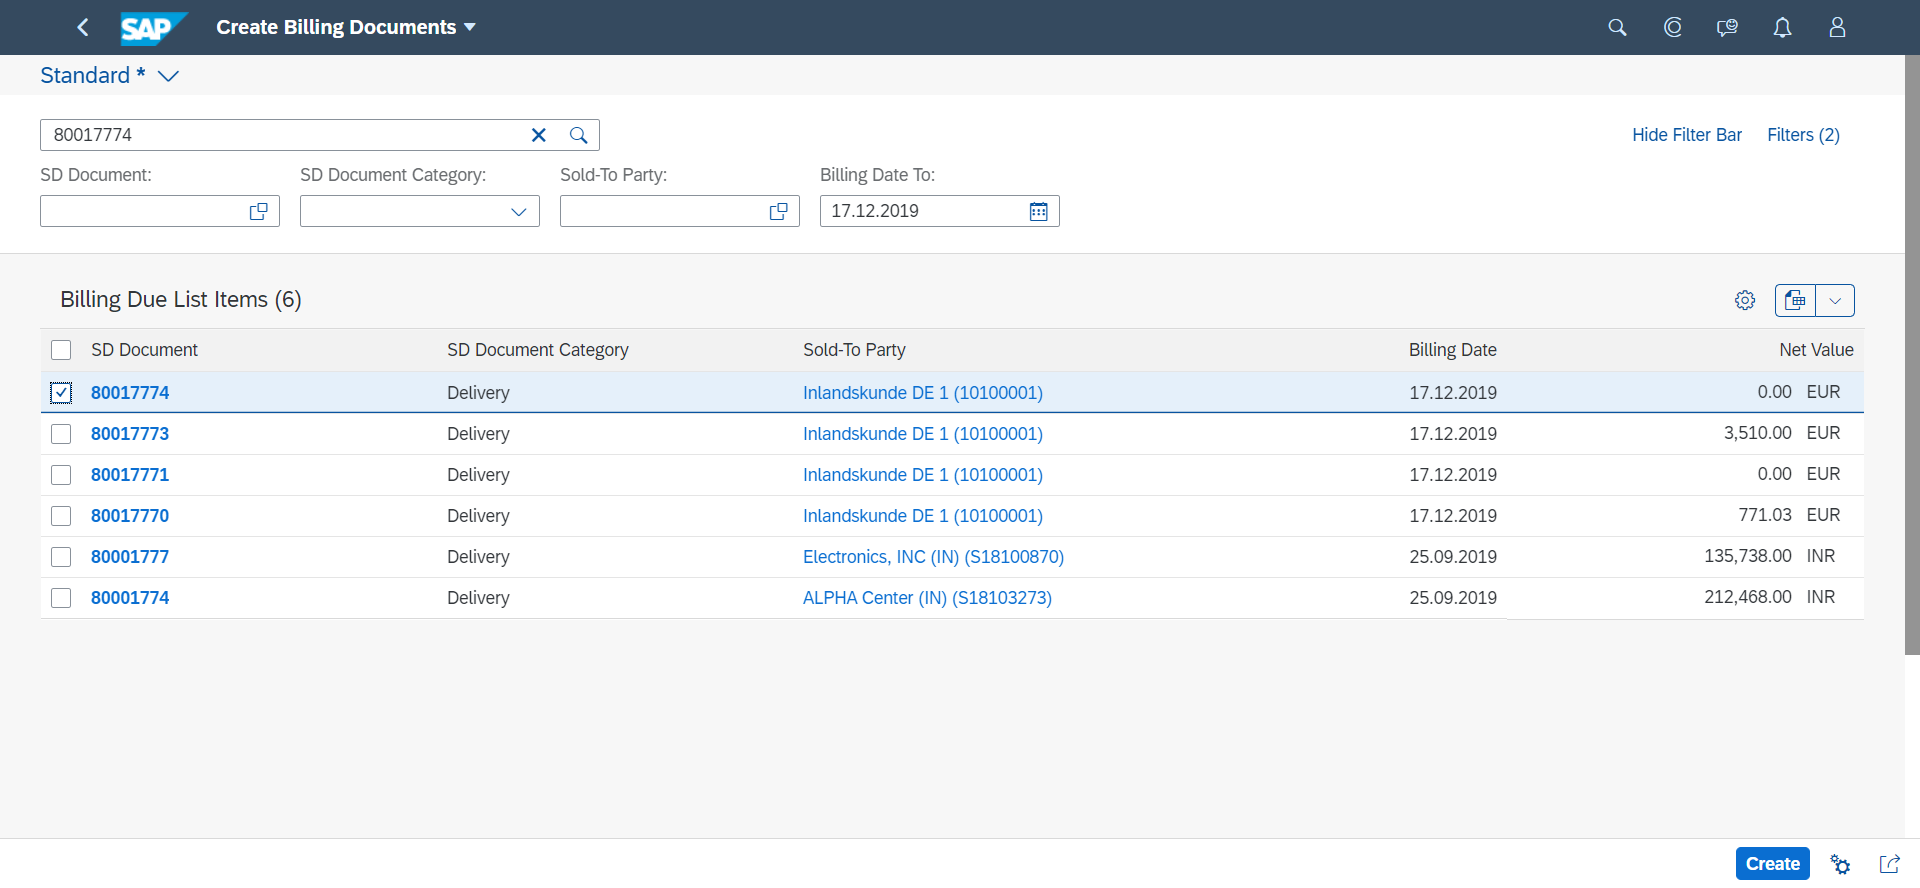 SAP Create Billing Documents
Standard *
80017774
Hide Filter Bar Filters (2)
SD Document: SD Document Category: Sold-To Party: Billing Date To:
17.12.2019
Billing Due List Items (6)
SD Document SD Document Category Sold-To Party Billing Date Net Value
80017774 Delivery Inlandskunde DE 1 (10100001) 17.12.2019 0.00 EUR
80017773 Delivery Inlandskunde DE 1 (10100001) 17.12.2019 3,510.00 EUR
80017771 Delivery Inlandskunde DE 1 (10100001) 17.12.2019 0.00 EUR
80017770 Delivery Inlandskunde DE 1 (10100001) 17.12.2019 771.03 EUR
80001777 Delivery Electronics, INC (IN) (S18100870) 25.09.2019 135,738.00 INR
80001774 Delivery ALPHA Center (IN) (S18103273) 25.09.2019 212,468.00 INR
Create